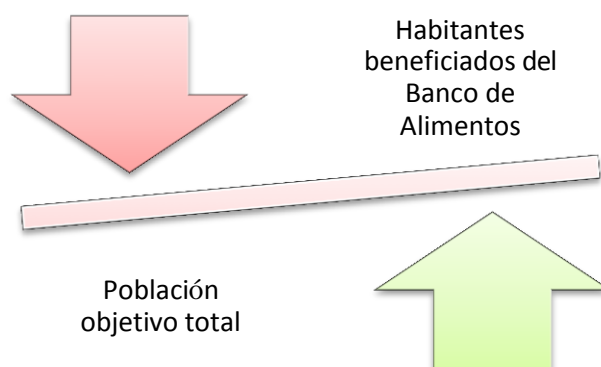 Habitantes
beneficiados del
Banco de
Alimentos
Población
objetivo total